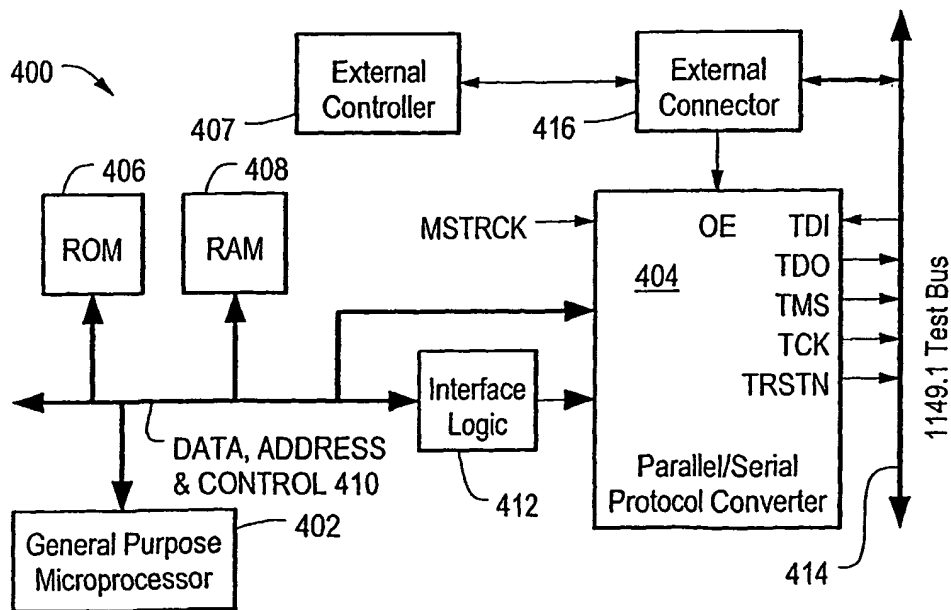 400
External
Controller
407
External
Connector
416
406
ROM
408
RAM
MSTRCK
OE
TDI
404
TDO
TMS
TCK
TRSTN
Parallel/Serial
Protocol Converter
Interface
Logic
412
DATA, ADDRESS
& CONTROL 410
402
General Purpose
Microprocessor
1149.1 Test Bus
414